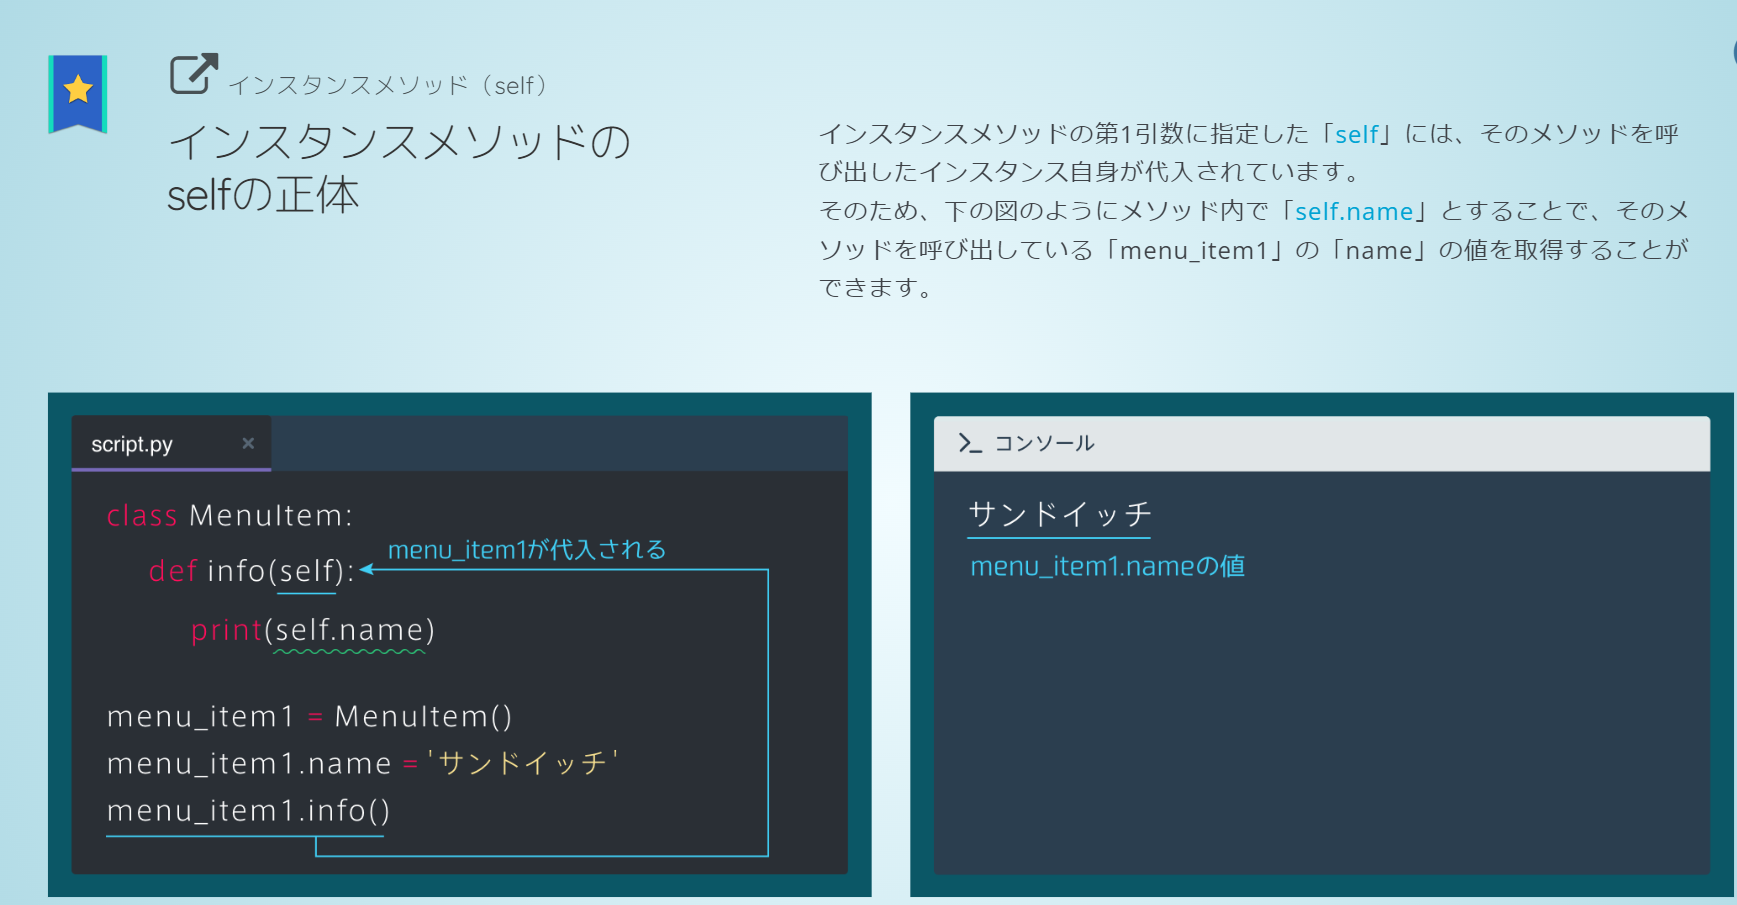 インスタンスメソッド（self）
インスタンスメソッドの
selfの正体
インスタンスメソッドの第1引数に指定した「self」には、そのメソッドを呼
び出したインスタンス自身が代入されています。
そのため、下の図のようにメソッド内で「self.name」とすることで、そのメ
ソッドを呼び出している「menu_item1」の「name」の値を取得することが
できます。
script.py ×
class MenuItem:
menu_item1が代入される
def info(self):
print(self.name)
menu_item1 = MenuItem()
menu_item1.name = 'サンドイッチ'
menu_item1.info()
>_ コンソール
サンドイッチ
menu_item1.nameの値